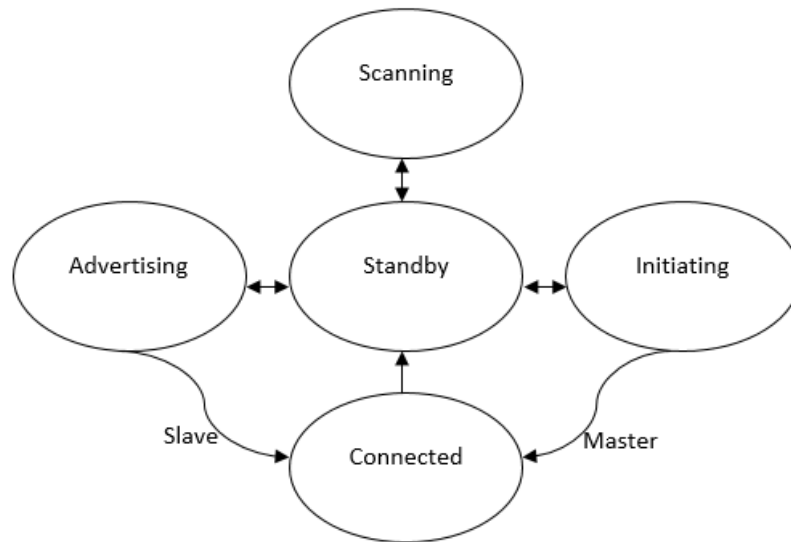 Scanning
Advertising
Standby
Initiating
Slave
Connected
Master